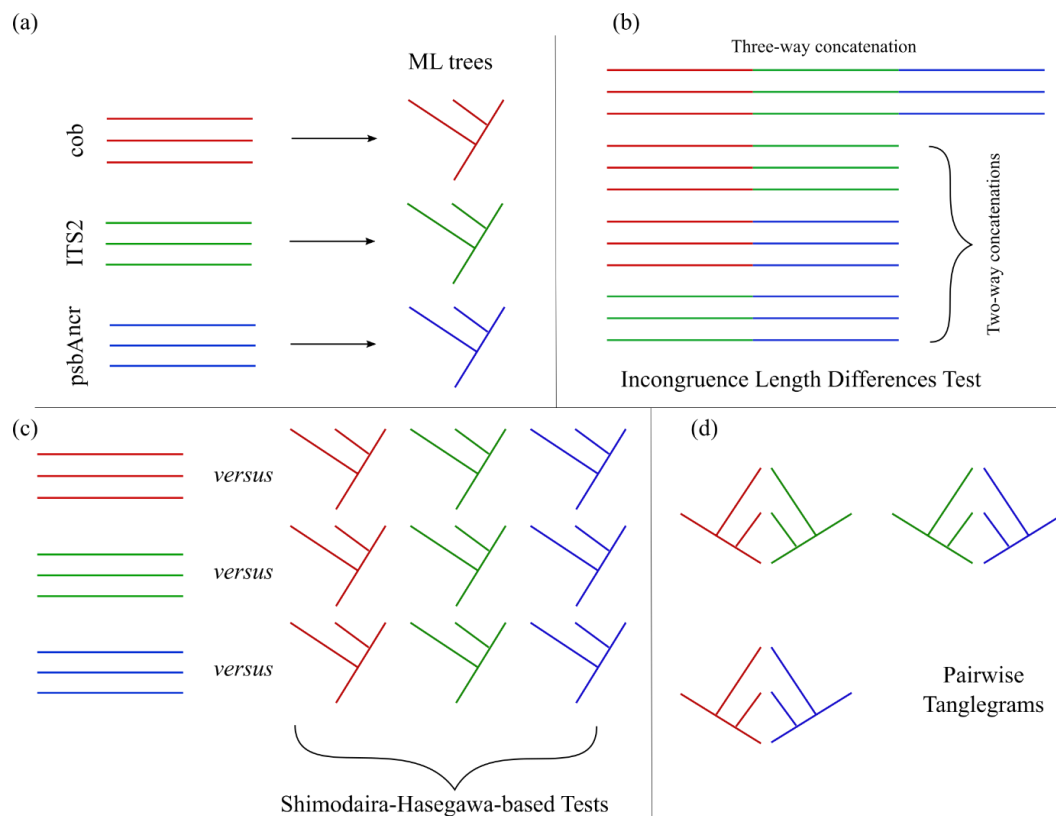 (a)
ML trees
cob
ITS2
psbAncr
(b)
Three-way concatenation
Two-way concatenations
Incongruence Length Differences Test
(c)
versus
versus
versus
Shimodaira-Hasegawa-based Tests
(d)
Pairwise
Tanglegrams